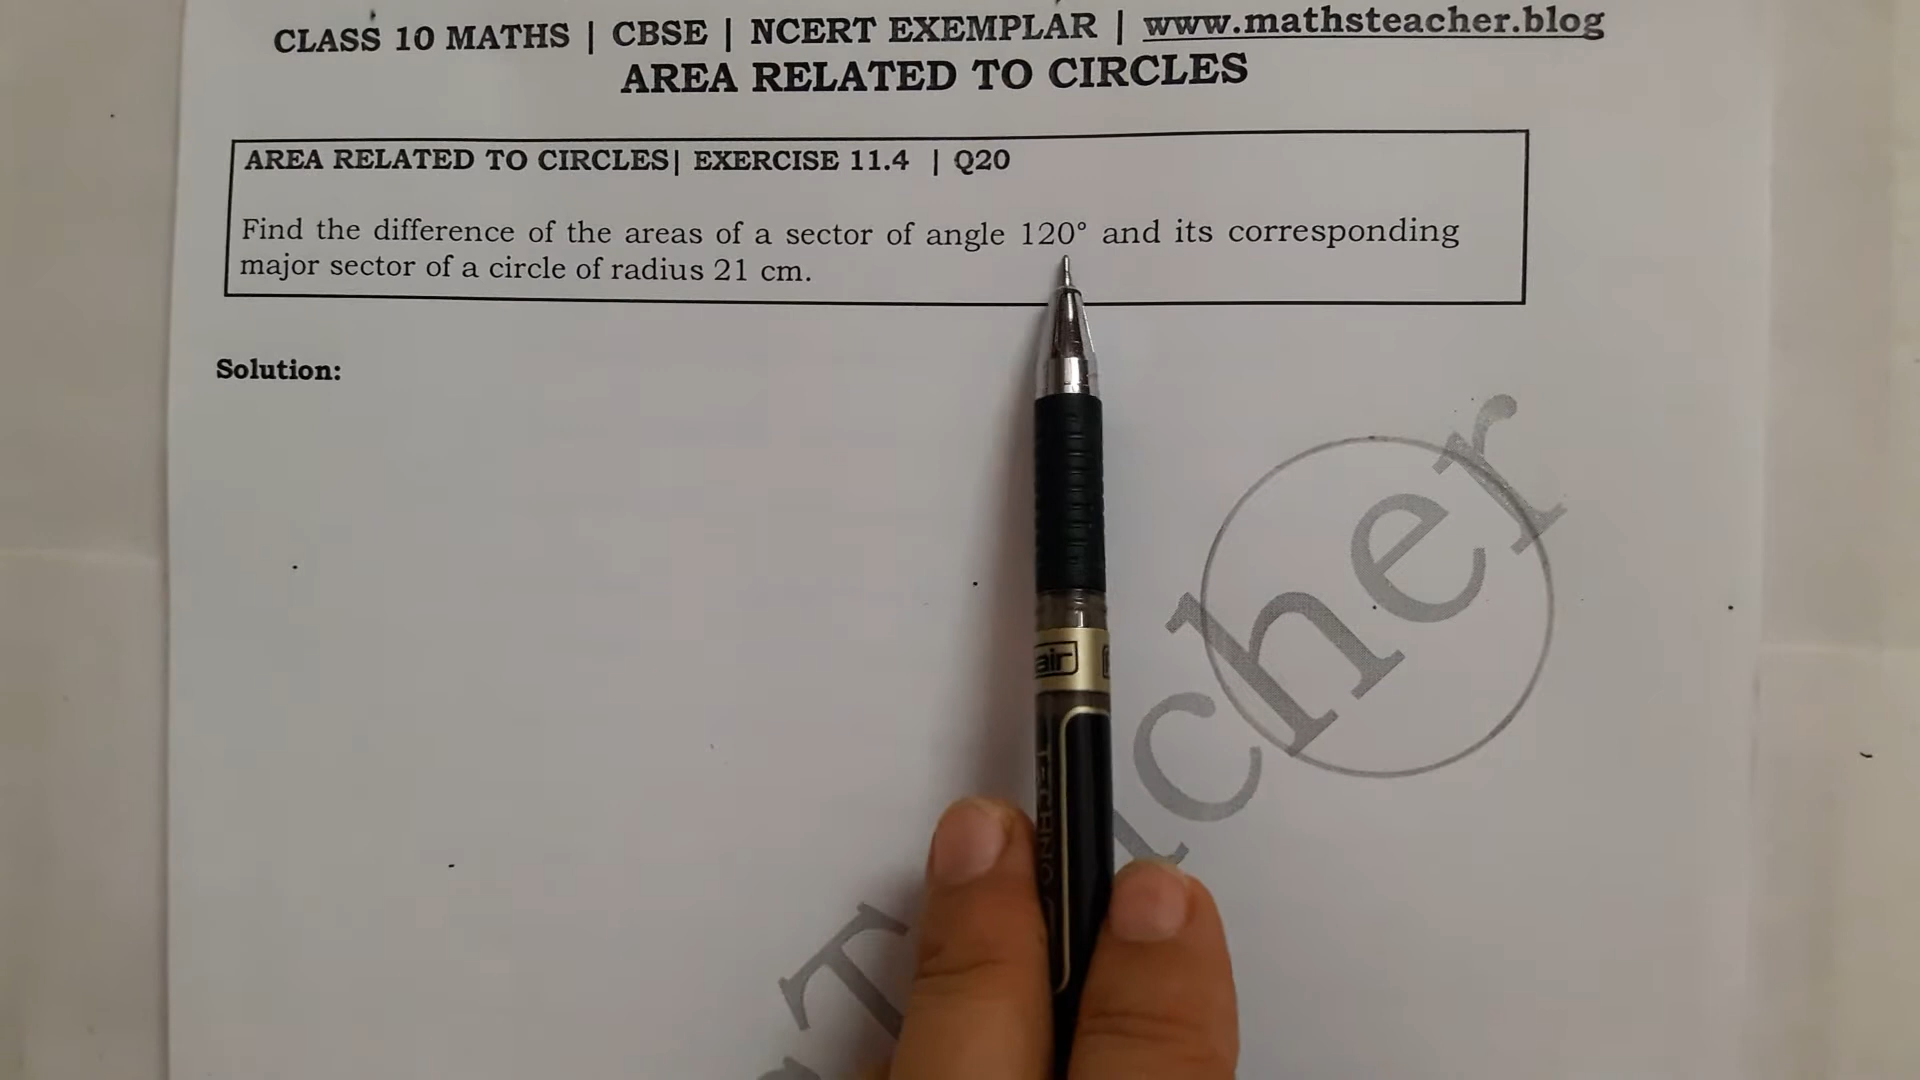 CLASS 10 MATHS | CBSE | NCERT EXEMPLAR | www.mathsteacher.blog
AREA RELATED TO CIRCLES
AREA RELATED TO CIRCLES| EXERCISE 11.4 | Q20
Find the difference of the areas of a sector of angle 120° and its corresponding
major sector of a circle of radius 21 cm.
Solution:
air
cher